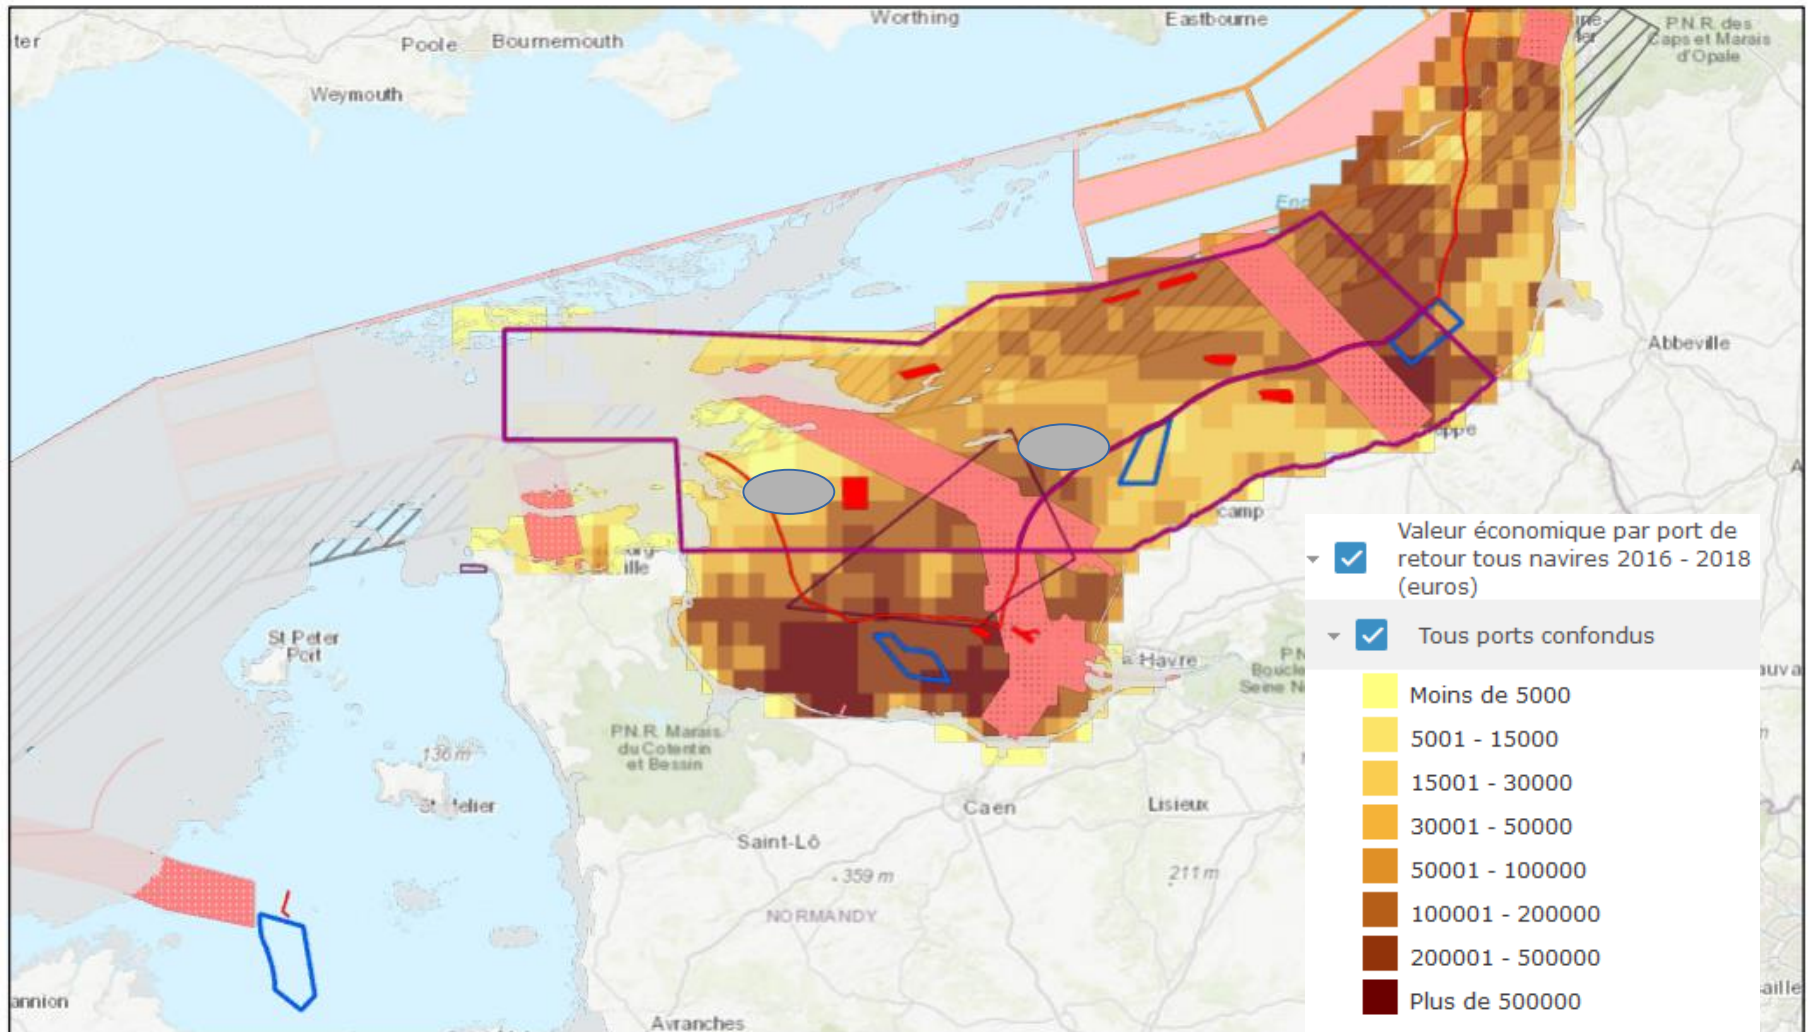 Worthing
Eastbourne
P.N.R. des
Caps et Marais
d'Opale
ter
Poole
Bournemouth
Weymouth
Abbeville
camp
Valeur économique par port de
retour tous navires 2016 - 2018
(euros)
Tous ports confondus
Moins de 5000
5001 - 15000
15001 - 30000
30001 - 50000
50001 - 100000
100001 - 200000
200001 - 500000
Plus de 500000
St Peter
Port
P.N.R. Marais
du Cotentin
et Bessin
136 m
Caen
Lisieux
Saint-Lô
359 m
211 m
NORMANDY
annion
Avranches